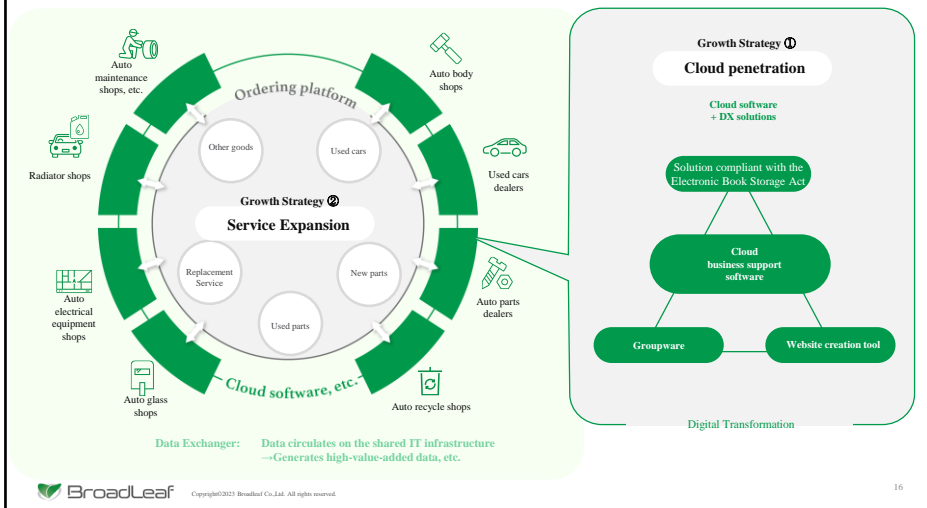 Auto
maintenance
shops, etc.
Radiator shops
Auto
electrical
equipment
shops
Auto glass
shops
Ordering platform
Other goods
Used cars
Growth Strategy ②
Service Expansion
Replacement
Service
New parts
Used parts
Cloud software, etc.
Auto body
shops
Used cars
dealers
Auto parts
dealers
Auto recycle shops
Data Exchanger: Data circulates on the shared IT infrastructure
→Generates high-value-added data, etc.
Growth Strategy ①
Cloud penetration
Cloud software
+ DX solutions
Solution compliant with the
Electronic Book Storage Act
Cloud
business support
software
Groupware
Website creation tool
Digital Transformation
BROADLEAF
Copyright©2023 Broadleaf Co.,Ltd. All rights reserved.
16